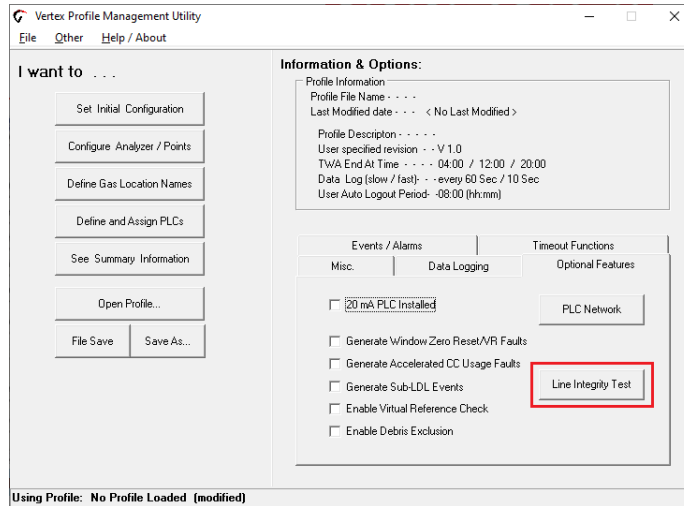 Vertex Profile Management Utility
File Other Help / About
I want to . . .
Set Initial Configuration
Configure Analyzer / Points
Define Gas Location Names
Define and Assign PLCs
See Summary Information
Open Profile...
File Save Save As...
Information & Options:
Profile Information
Profile File Name - - - -
Last Modified date - - - < No Last Modified >
Profile Descripton - - - - -
User specified revision - - V 1.0
TWA End At Time - - - - 04:00 / 12:00 / 20:00
Data Log (slow / fast)- - - every 60 Sec / 10 Sec
User Auto Logout Period- -08:00 (hh:mm)
Events / Alarms Timeout Functions
Misc. Data Logging Optional Features
20 mA PLC Installed
PLC Network
Generate Window Zero Reset/VR Faults
Generate Accelerated CC Usage Faults
Generate Sub-LDL Events
Line Integrity Test
Enable Virtual Reference Check
Enable Debris Exclusion
Using Profile: No Profile Loaded (modified)